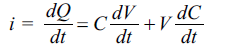 i = dQ/dt = C dV/dt + V dC/dt